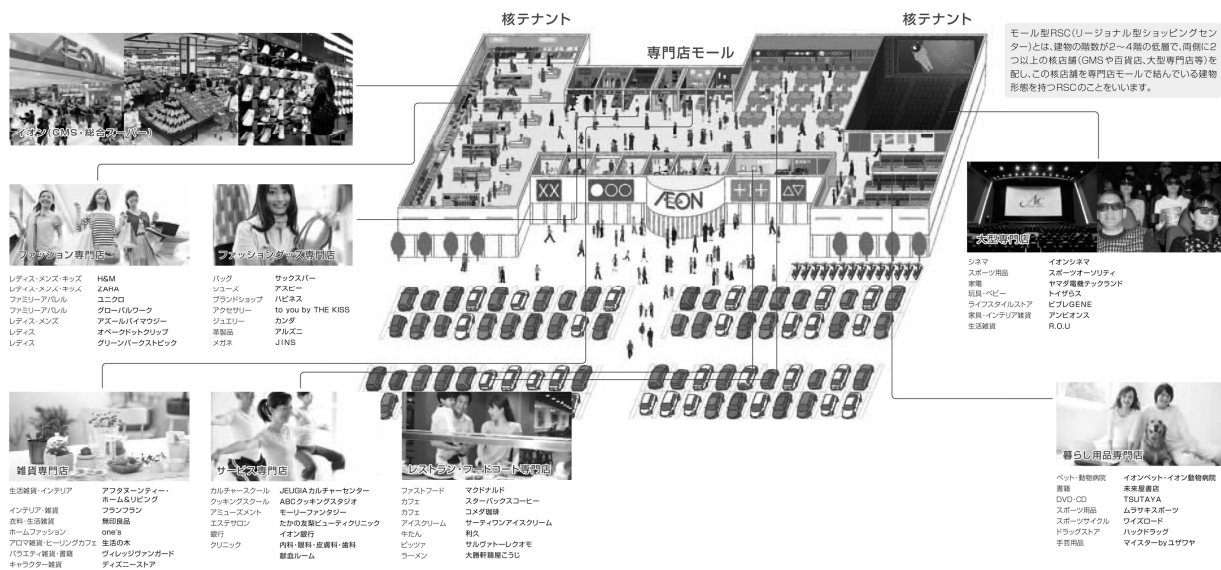 核テナント
核テナント
専門店モール
モール型RSC(リージョナル型ショッピングセン
ター)とは、建物の階数が2〜4階の低層で、両側に2
つ以上の核店舗(GMSや百貨店、大型専門店等)を
配し、この核店舗を専門店モールで結んでいる建物
形態を持つRSCのことをいいます。
ÆON
イオン(GMS・総合スーパー)
XX
●○○
ÆON
△▽
ファッション専門店
レディス・メンズ・キッズ H&M
レディス・メンズ・キッズ ZARA
ファミリーアパレル ユニクロ
ファミリーアパレル グローバルワーク
レディス・メンズ アズールバイマウジー
レディス オペークドットクリップ
レディス グリーンパークストピック
ファッショングッズ専門店
バッグ サックスバー
シューズ アスビー
ブランドショップ ハピネス
アクセサリー to you by THE KISS
ジュエリー カンダ
革製品 アルズニ
メガネ JINS
大型専門店
シネマ イオンシネマ
スポーツ用品 スポーツオーソリティ
家電 ヤマダ電機テックランド
玩具・ベビー トイザらス
ライフスタイルストア ビブレGENE
家具・インテリア雑貨 アンビオンス
生活雑貨 R.O.U
雑貨専門店
生活雑貨・インテリア アフタヌーンティー・
ホーム&リビング
インテリア・雑貨 フランフラン
衣料・生活雑貨 無印良品
ホームファッション one's
アロマ雑貨・ヒーリングカフェ 生活の木
バラエティ雑貨・書籍 ヴィレッジヴァンガード
キャラクター雑貨 ディズニーストア
サービス専門店
カルチャースクール JEUGIAカルチャーセンター
クッキングスクール ABCクッキングスタジオ
アミューズメント モーリーファンタジー
エステサロン たかの友梨ビューティクリニック
銀行 イオン銀行
クリニック 内科・眼科・皮膚科・歯科
献血ルーム
レストラン・フードコート専門店
ファストフード マクドナルド
カフェ スターバックスコーヒー
カフェ コメダ珈琲
アイスクリーム サーティワンアイスクリーム
牛たん 利久
ピッツァ サルヴァトーレクオモ
ラーメン 大勝軒麺屋こうじ
暮らし用品専門店
ペット・動物病院 イオンペット・イオン動物病院
書籍 未来屋書店
DVD・CD TSUTAYA
スポーツ用品 ムラサキスポーツ
スポーツサイクル ワイズロード
ドラッグストア ハックドラッグ
手芸用品 マイスターbyユザワヤ